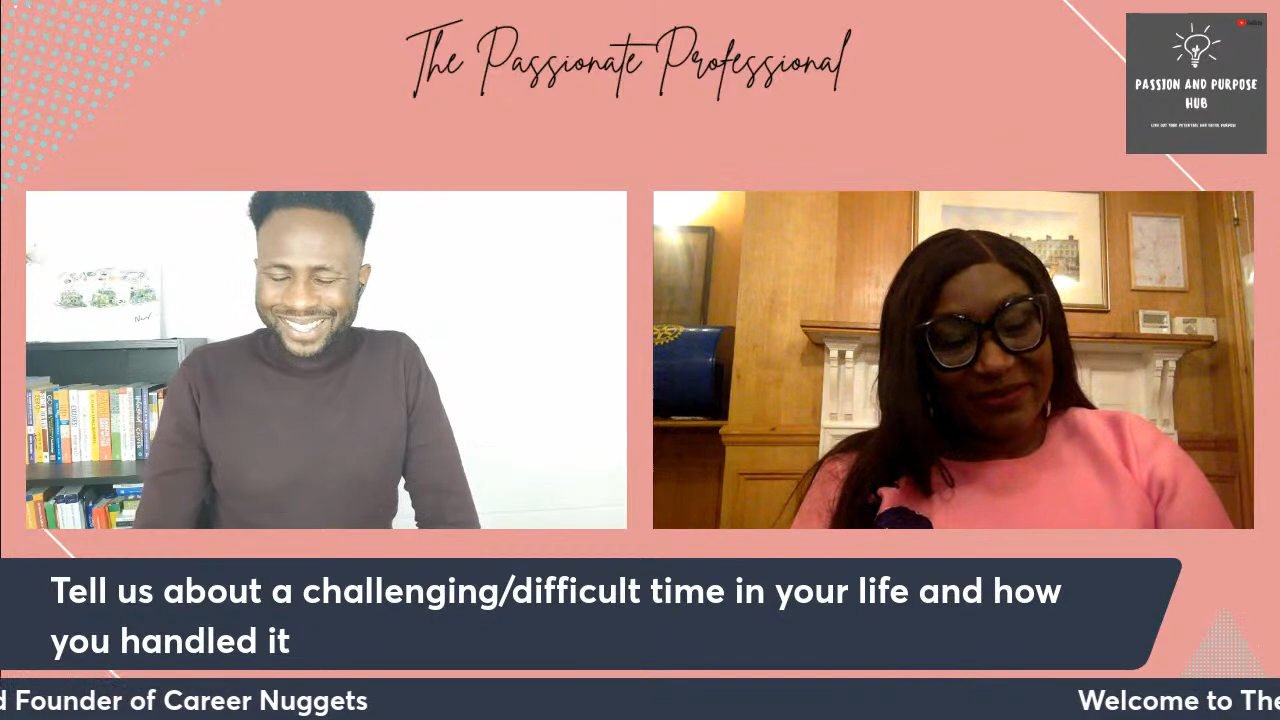 The Passionate Professional
YouTube
PASSION AND PURPOSE
HUB
Tell us about a challenging/difficult time in your life and how
you handled it
d Founder of Career Nuggets
Welcome to The